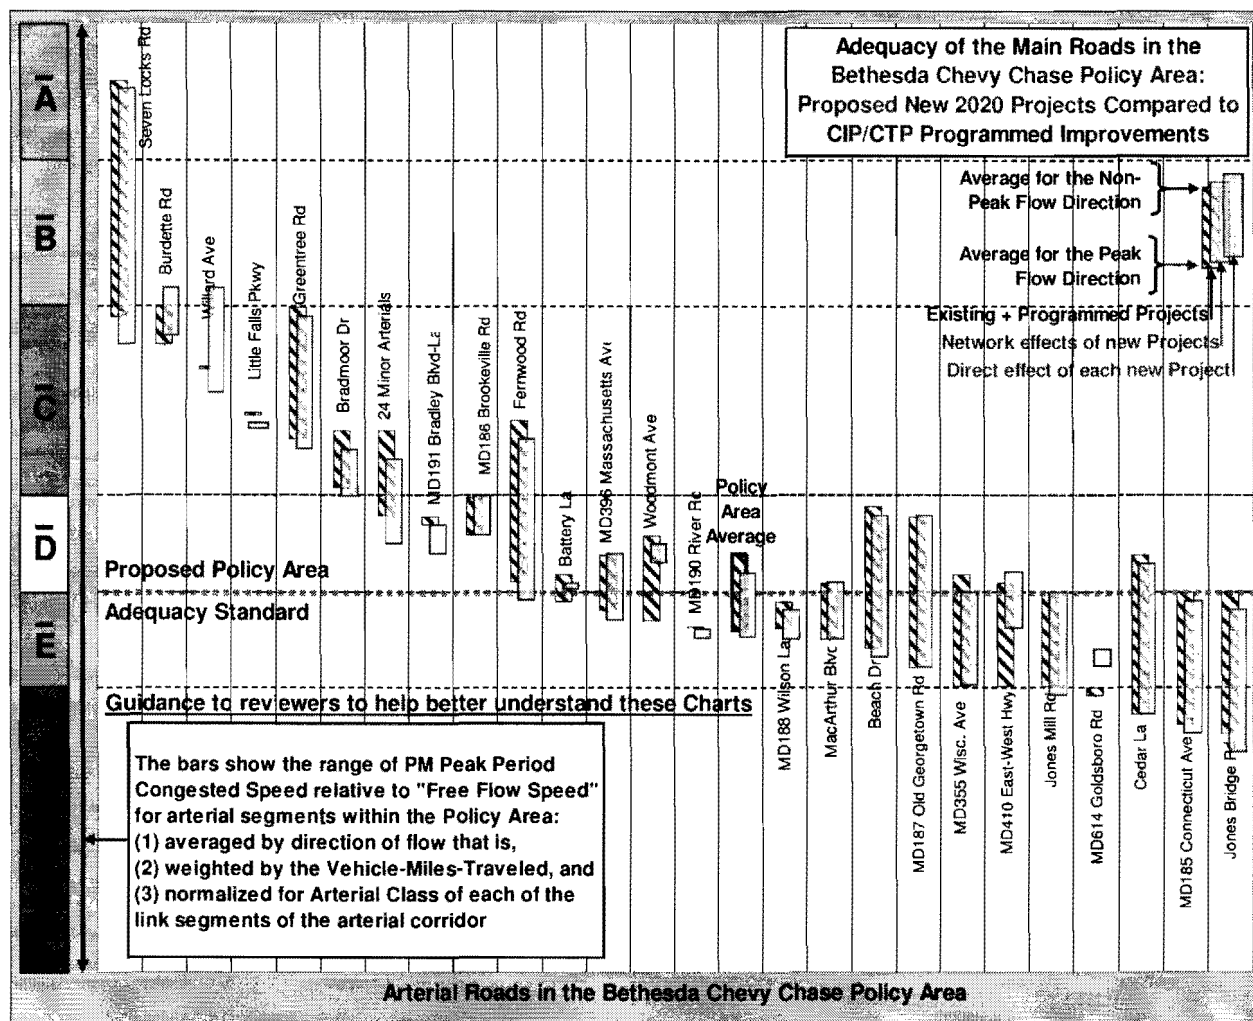 Adequacy of the Main Roads in the
Bethesda Chevy Chase Policy Area:
Proposed New 2020 Projects Compared to
CIP/CTP Programmed Improvements
A
B
C
D
E
Average for the Non-
Peak Flow Direction
Average for the Peak
Flow Direction
Existing + Programmed Projects
Network effects of new Projects
Direct effect of each new Project
Seven Locks Rd
Burdette Rd
Willard Ave
Little Falls Pkwy
Greentree Rd
Bradmoor Dr
24 Minor Arterials
MD191 Bradley Blvd-La
MD186 Brookeville Rd
Fernwood Rd
Battery La
MD396 Massachusetts Ave
Woodmont Ave
MD190 River Rd
Policy
Area
Average
MD188 Wilson La
MacArthur Blvd
Beach Dr
MD187 Old Georgetown Rd
MD355 Wisc. Ave
MD410 East-West Hwy
Jones Mill Rd
MD614 Goldsboro Rd
Cedar La
MD185 Connecticut Ave
Jones Bridge Rd
Proposed Policy Area
Adequacy Standard
Guidance to reviewers to help better understand these Charts
The bars show the range of PM Peak Period
Congested Speed relative to "Free Flow Speed"
for arterial segments within the Policy Area:
(1) averaged by direction of flow that is,
(2) weighted by the Vehicle-Miles-Traveled, and
(3) normalized for Arterial Class of each of the
link segments of the arterial corridor
Arterial Roads in the Bethesda Chevy Chase Policy Area